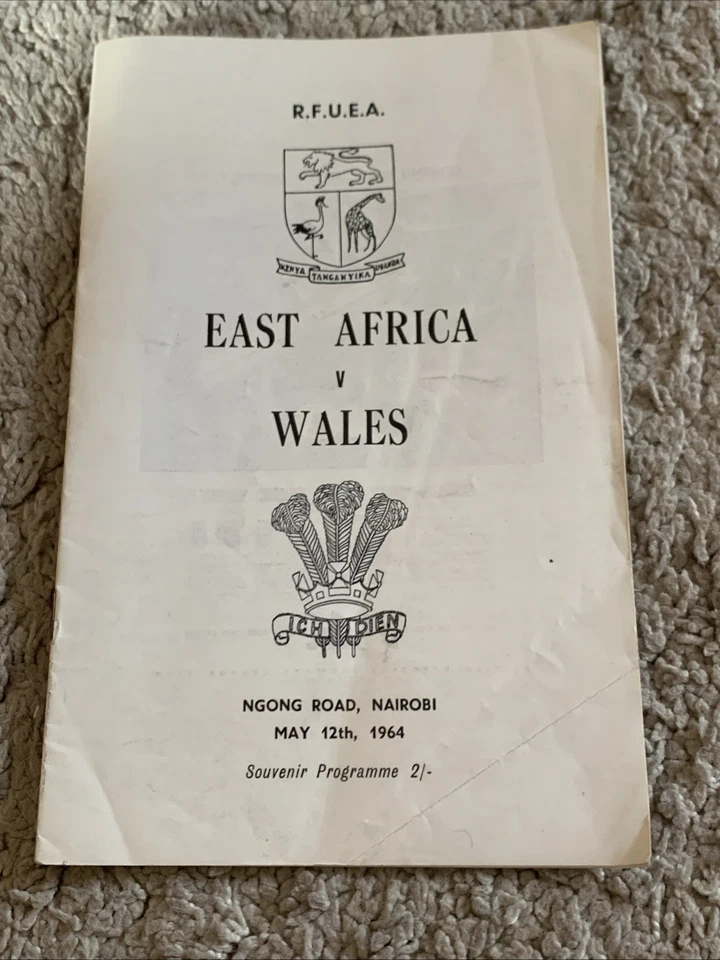 R.F.U.E.A.
KENYA TANGANYIKA UGANDA
EAST AFRICA
V
WALES
ICH DIEN
NGONG ROAD, NAIROBI
MAY 12th, 1964
Souvenir Programme 2/-